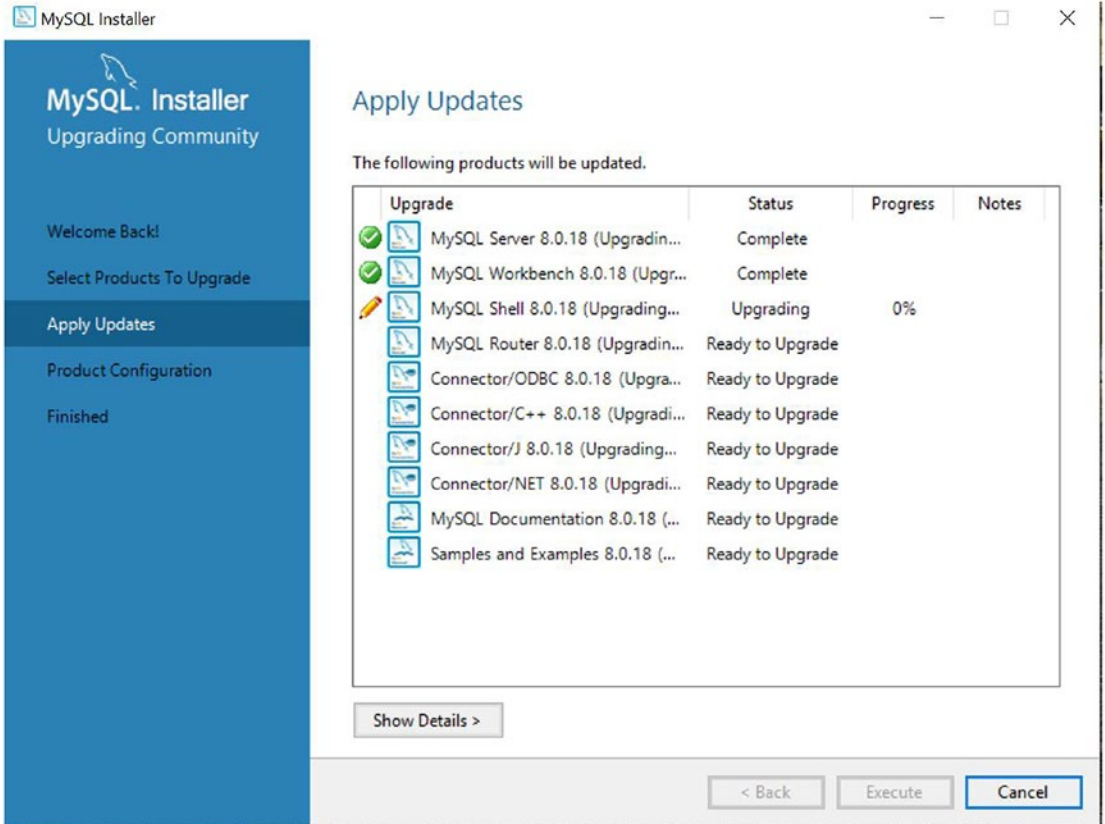 MySQL Installer
MySQL. Installer
Upgrading Community
Welcome Back!
Select Products To Upgrade
Apply Updates
Product Configuration
Finished
Apply Updates
The following products will be updated.
Upgrade Status Progress Notes
MySQL Server 8.0.18 (Upgradin... Complete
MySQL Workbench 8.0.18 (Upgr... Complete
MySQL Shell 8.0.18 (Upgrading... Upgrading 0%
MySQL Router 8.0.18 (Upgradin... Ready to Upgrade
Connector/ODBC 8.0.18 (Upgra... Ready to Upgrade
Connector/C++ 8.0.18 (Upgradi... Ready to Upgrade
Connector/J 8.0.18 (Upgrading... Ready to Upgrade
Connector/NET 8.0.18 (Upgradi... Ready to Upgrade
MySQL Documentation 8.0.18 (... Ready to Upgrade
Samples and Examples 8.0.18 (... Ready to Upgrade
Show Details >
< Back Execute Cancel